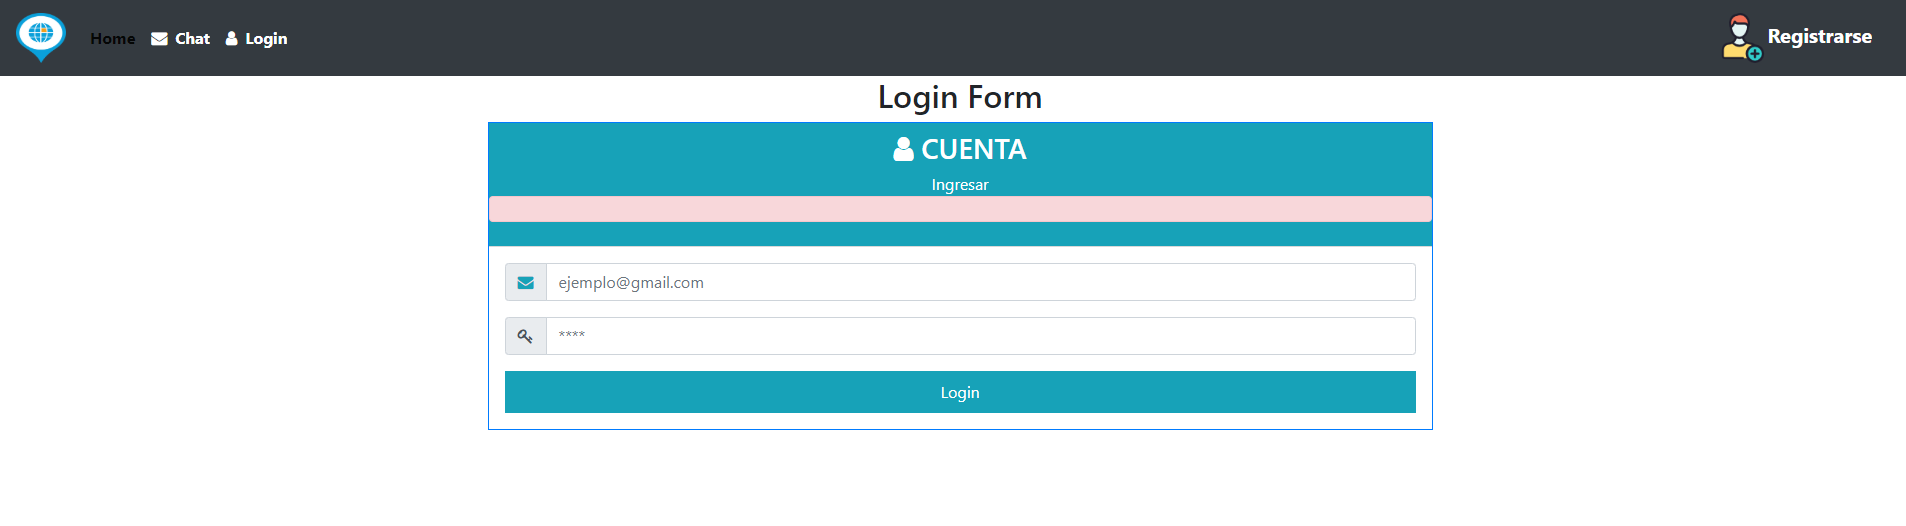 Home Chat Login Registrarse
Login Form
CUENTA
Ingresar
ejemplo@gmail.com
****
Login